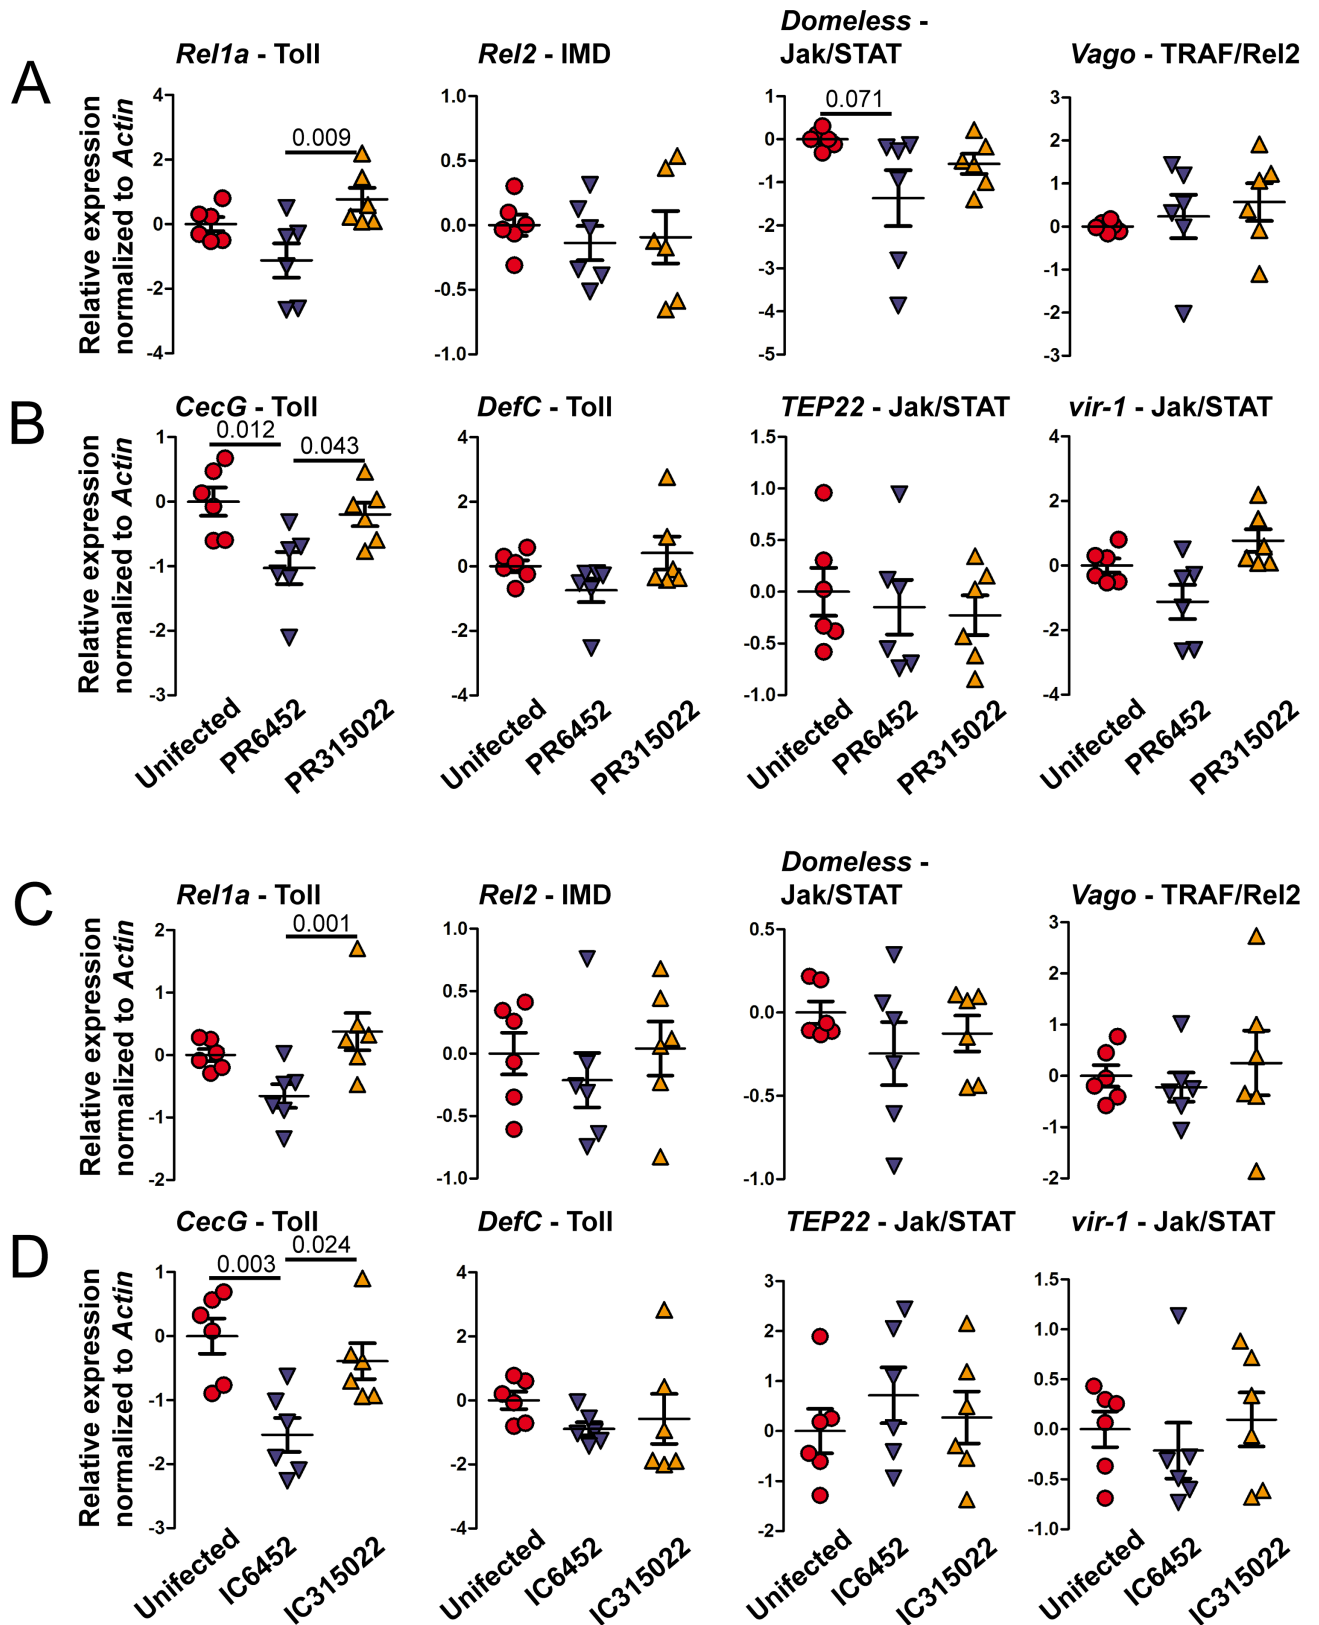 Domeless -
Rel1a - Toll
Rel2 - IMD
Jak/STAT
Vago - TRAF/Rel2
A
Relative expression
normalized to Actin
4
2
0
-2
-4
0.009
1.0
0.5
0.0
-0.5
-1.0
1
0
-1
-2
-3
-4
-5
0.071
3
2
1
0
-1
-2
-3
B
CecG - Toll
DefC - Toll
TEP22 - Jak/STAT
vir-1 - Jak/STAT
Relative expression
normalized to Actin
1
0
-1
-2
-3
0.012
0.043
4
2
0
-2
-4
1.5
1.0
0.5
0.0
-0.5
-1.0
4
2
0
-2
-4
Unifected
PR6452
PR315022
Unifected
PR6452
PR315022
Unifected
PR6452
PR315022
Unifected
PR6452
PR315022
Domeless -
C
Rel1a - Toll
Rel2 - IMD
Jak/STAT
Vago - TRAF/Rel2
Relative expression
normalized to Actin
2
1
0
-1
-2
0.001
1.0
0.5
0.0
-0.5
-1.0
0.5
0.0
-0.5
-1.0
3
2
1
0
-1
-2
D
CecG - Toll
DefC - Toll
TEP22 - Jak/STAT
vir-1 - Jak/STAT
Relative expression
normalized to Actin
1
0
-1
-2
-3
0.003
0.024
4
2
0
-2
-4
3
2
1
0
-1
-2
1.5
1.0
0.5
0.0
-0.5
-1.0
Unifected
IC6452
IC315022
Unifected
IC6452
IC315022
Unifected
IC6452
IC315022
Unifected
IC6452
IC315022